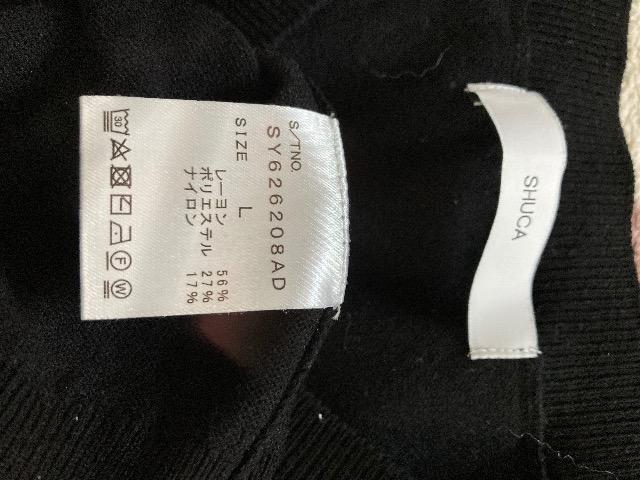 S/TNO.
SY626208AD
SIZE
L
レーヨン 56%
ポリエステル 27%
ナイロン 17%
30
F
W
SHUCA